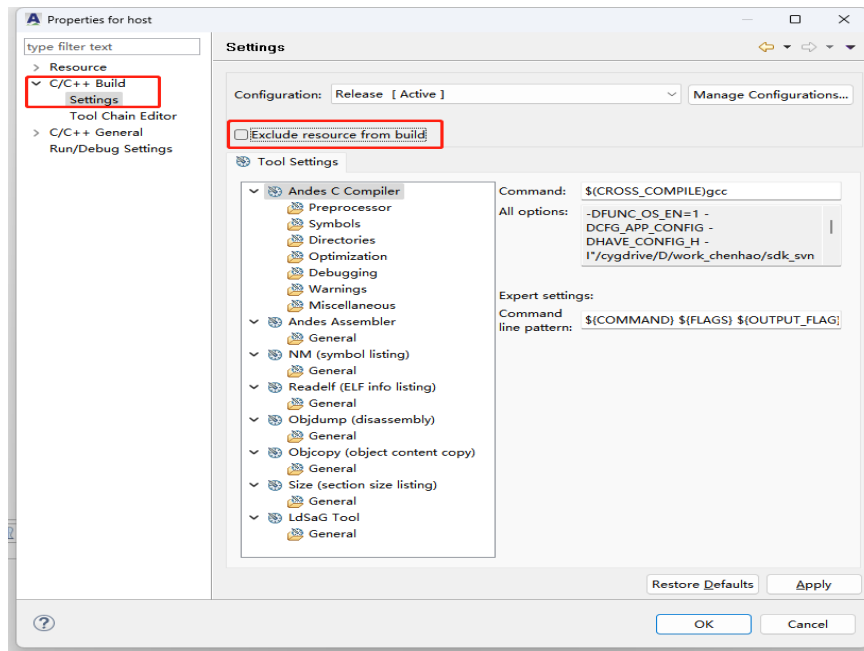 Properties for host
type filter text
Settings
Resource
C/C++ Build
Settings
Tool Chain Editor
C/C++ General
Run/Debug Settings
Configuration:
Release [ Active ]
Manage Configurations...
Exclude resource from build
Tool Settings
Andes C Compiler
Preprocessor
Symbols
Directories
Optimization
Debugging
Warnings
Miscellaneous
Andes Assembler
General
NM (symbol listing)
General
Readelf (ELF info listing)
General
Objdump (disassembly)
General
Objcopy (object content copy)
General
Size (section size listing)
General
LdSaG Tool
General
Command:
$(CROSS_COMPILE)gcc
All options:
-DFUNC_OS_EN=1 -
DCFG_APP_CONFIG -
DHAVE_CONFIG_H -
I"/cygdrive/D/work_chenhao/sdk_svn
Expert settings:
Command
line pattern:
${COMMAND} ${FLAGS} ${OUTPUT_FLAG}
Restore Defaults
Apply
OK
Cancel